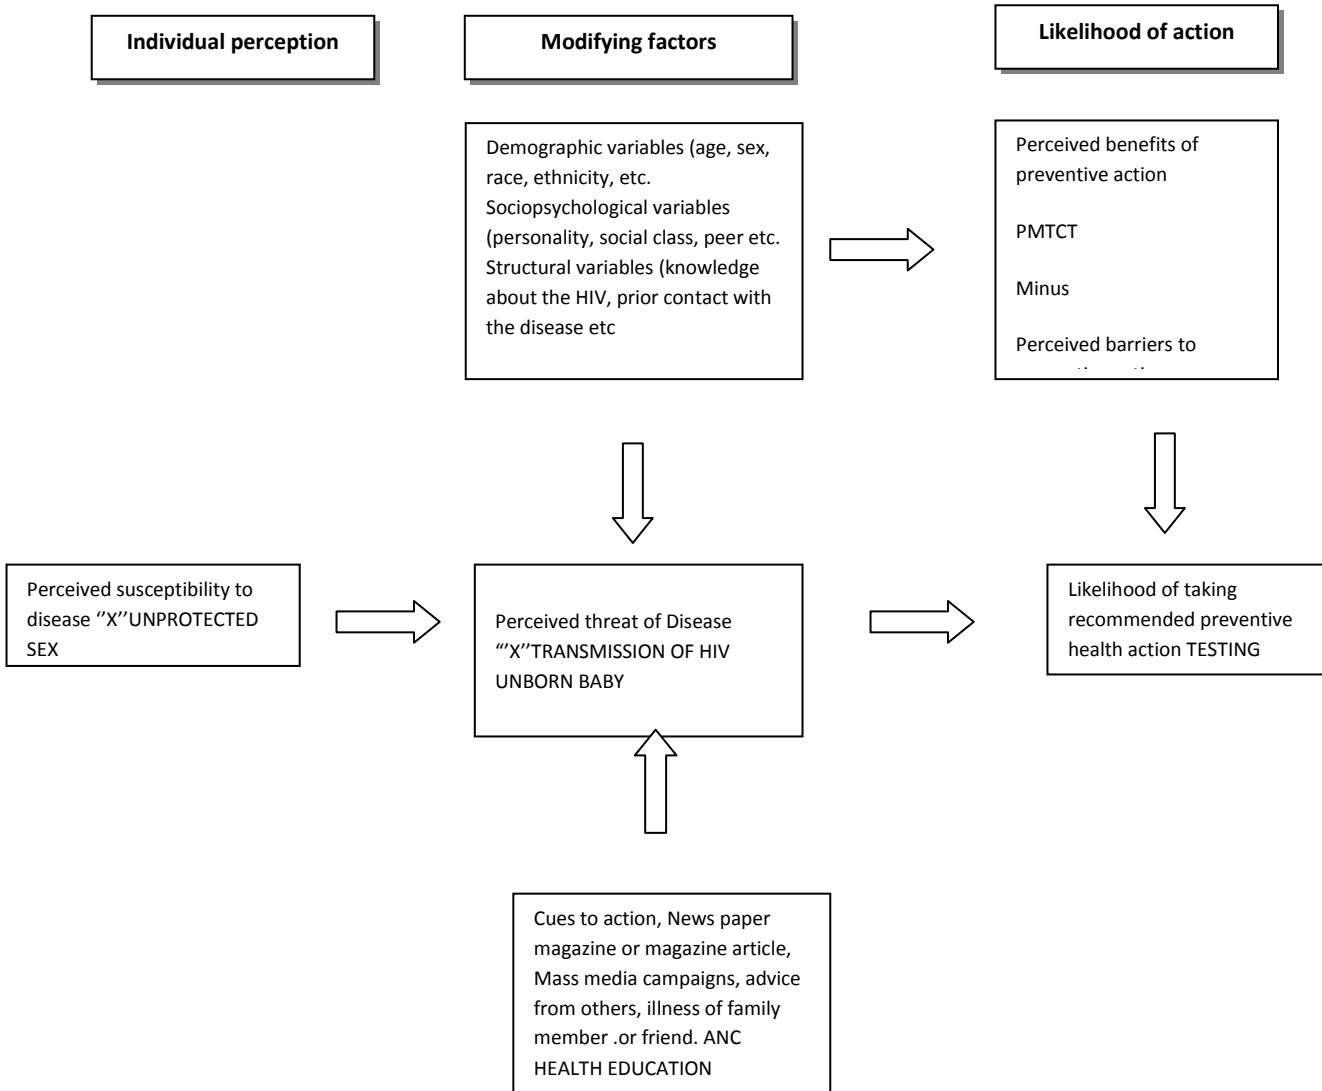 Individual perception
Modifying factors
Likelihood of action
Demographic variables (age, sex,
race, ethnicity, etc.
Sociopsychological variables
(personality, social class, peer etc.
Structural variables (knowledge
about the HIV, prior contact with
the disease etc
Perceived benefits of
preventive action
PMTCT
Minus
Perceived barriers to
Perceived susceptibility to
disease “X”UNPROTECTED
SEX
Perceived threat of Disease
“’X”TRANSMISSION OF HIV
UNBORN BABY
Likelihood of taking
recommended preventive
health action TESTING
Cues to action, News paper
magazine or magazine article,
Mass media campaigns, advice
from others, illness of family
member .or friend. ANC
HEALTH EDUCATION